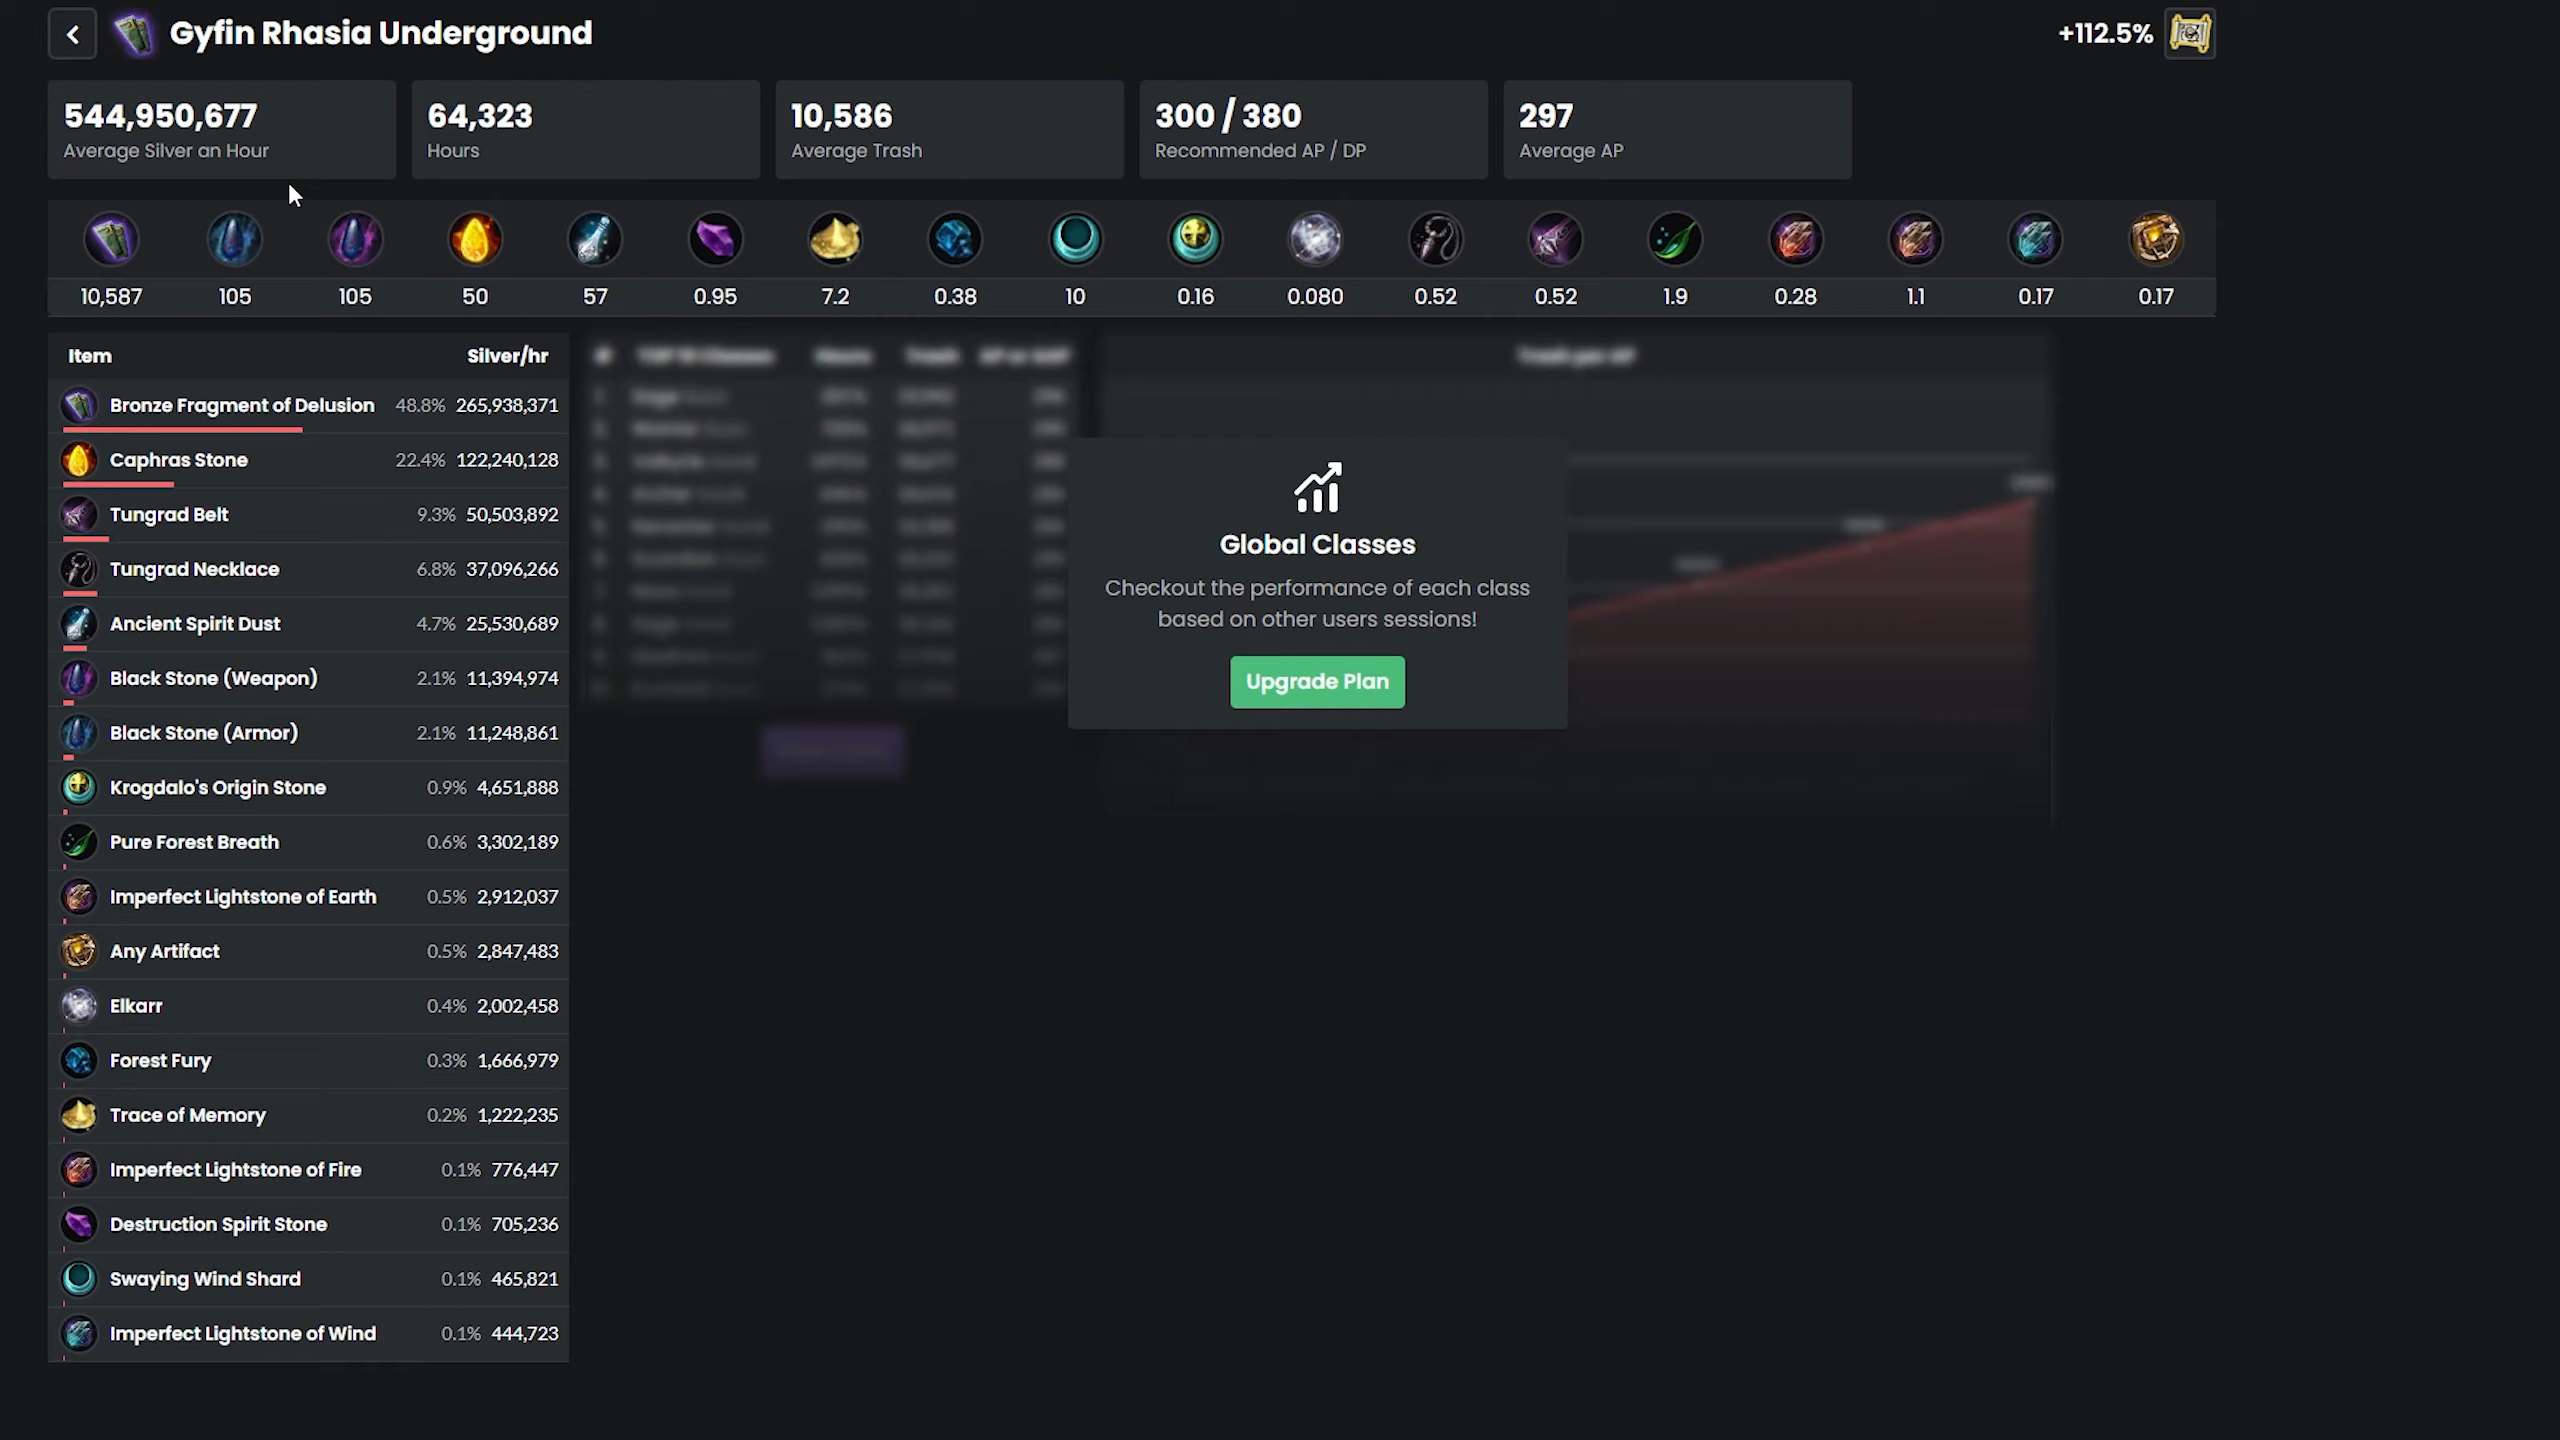 Gyfin Rhasia Underground
+112.5%
544,950,677
Average Silver an Hour
64,323
Hours
10,586
Average Trash
300 / 380
Recommended AP / DP
297
Average AP
10,587 105 105 50 57 0.95 7.2 0.38 10 0.16 0.080 0.52 0.52 1.9 0.28 1.1 0.17 0.17
Item Silver/hr
Bronze Fragment of Delusion 48.8% 265,938,371
Caphras Stone 22.4% 122,240,128
Tungrad Belt 9.3% 50,503,892
Tungrad Necklace 6.8% 37,096,266
Ancient Spirit Dust 4.7% 25,530,689
Black Stone (Weapon) 2.1% 11,394,974
Black Stone (Armor) 2.1% 11,248,861
Krogdalo's Origin Stone 0.9% 4,651,888
Pure Forest Breath 0.6% 3,302,189
Imperfect Lightstone of Earth 0.5% 2,912,037
Any Artifact 0.5% 2,847,483
Elkarr 0.4% 2,002,458
Forest Fury 0.3% 1,666,979
Trace of Memory 0.2% 1,222,235
Imperfect Lightstone of Fire 0.1% 776,447
Destruction Spirit Stone 0.1% 705,236
Swaying Wind Shard 0.1% 465,821
Imperfect Lightstone of Wind 0.1% 444,723
Global Classes
Checkout the performance of each class
based on other users sessions!
Upgrade Plan